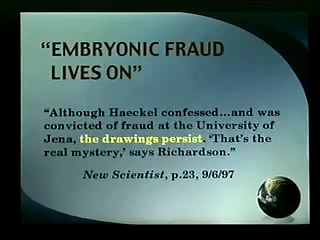 “EMBRYONIC FRAUD
LIVES ON”
“Although Haeckel confessed...and was
convicted of fraud at the University of
Jena, the drawings persist. ‘That's the
real mystery,’ says Richardson.”
New Scientist, p.23, 9/6/97